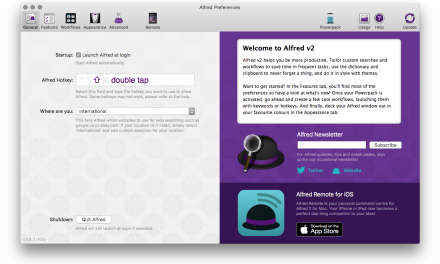 Alfred Preferences
General Features Workflows Appearance Advanced Remote Powerpack Usage Help Update
Startup: Launch Alfred at login
Start Alfred automatically.
Alfred Hotkey: double tap
Select this field and type the hotkey you want to use to show
Alfred. Some hotkeys may not work, please refer to the help.
Where are you: International
This lets Alfred which websites to use for web searching such as
google.co or ebay.com. If your location isn't listed, simply select
'International' and add custom searches for your location.
Shutdown: Quit Alfred
Alfred will still launch at login if selected.
Welcome to Alfred v2
Alfred v2 helps you be more productive. Tailor custom searches and
workflows to save time in frequent tasks, use the dictionary and
clipboard to never forget a thing, and do it in style with themes.
Want to get started? In the Features tab, you'll find most of the
preferences so have a look at what's new! Once your Powerpack is
activated, go ahead and create a few cool workflows, launching them
with keywords or hotkeys. And finally, deck your Alfred window out in
your favourite colours in the Appearance tab.
Alfred Newsletter
Subscribe
For Alfred updates, tips and sneak peeks, sign
up for our occasional newsletter.
Twitter Website
Alfred Remote for iOS
Alfred Remote is your personal command centre for
Alfred 2 for Mac. Your iPhone or iPad now becomes a
perfect day-long companion to your Mac!
Download on the
App Store